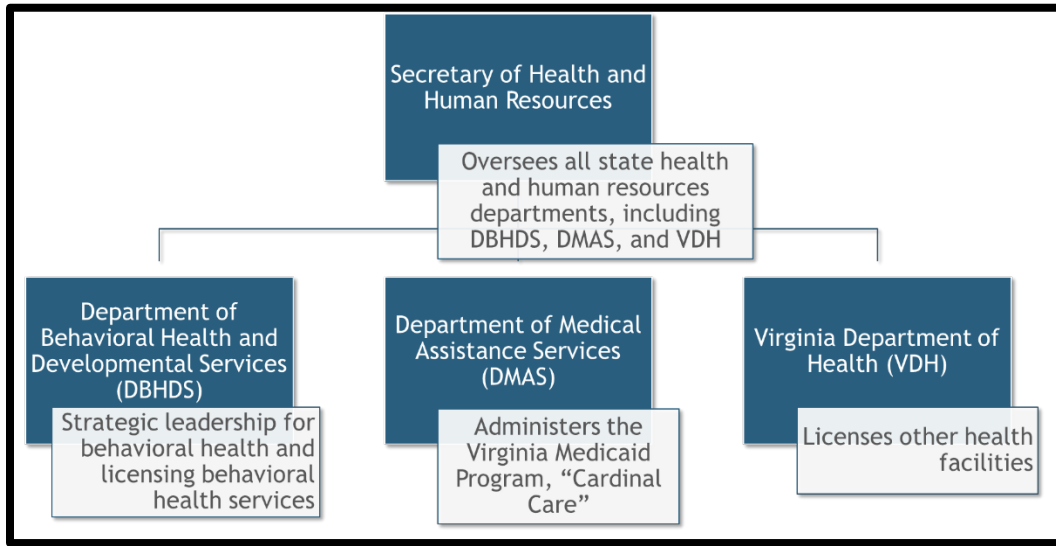 Secretary of Health and
Human Resources
Oversees all state health
and human resources
departments, including
DBHDS, DMAS, and VDH
Department of
Behavioral Health and
Developmental Services
(DBHDS)
Strategic leadership for
behavioral health and
licensing behavioral
health services
Department of Medical
Assistance Services
(DMAS)
Administers the
Virginia Medicaid
Program, “Cardinal
Care”
Virginia Department of
Health (VDH)
Licenses other health
facilities